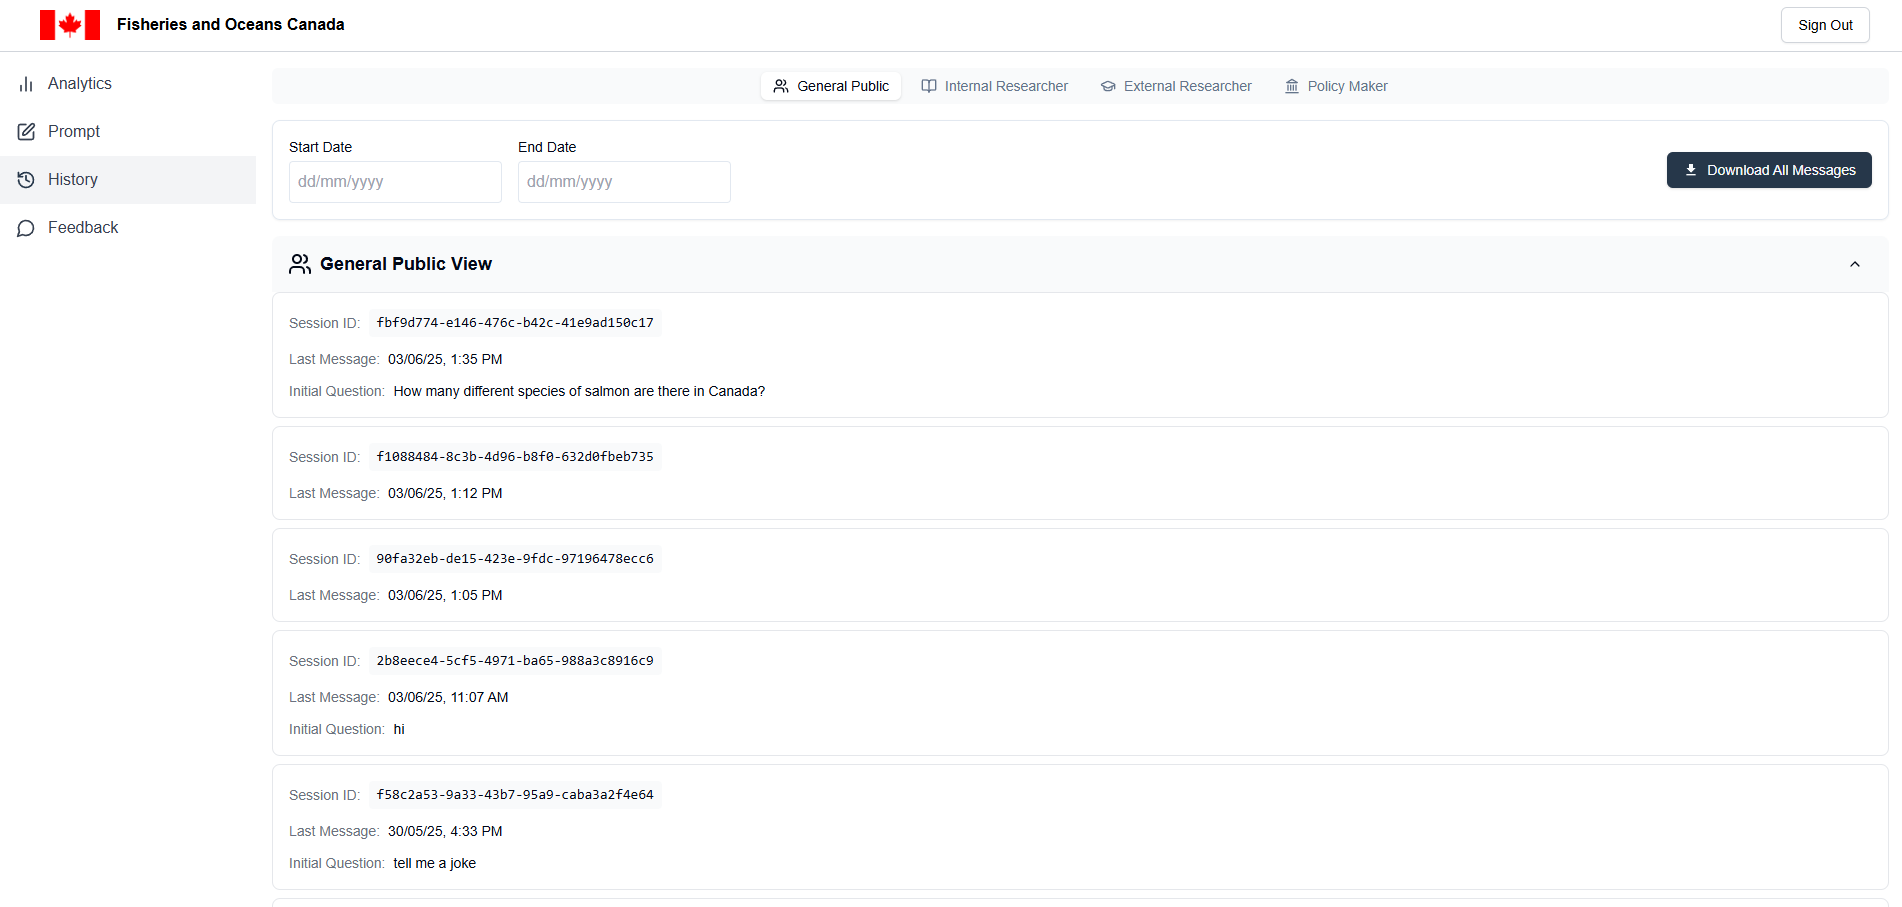 Fisheries and Oceans Canada
Sign Out
Analytics
Prompt
History
Feedback
General Public
Internal Researcher
External Researcher
Policy Maker
Start Date
End Date
dd/mm/yyyy
dd/mm/yyyy
Download All Messages
General Public View
Session ID: fbf9d774-e146-476c-b42c-41e9ad150c17
Last Message: 03/06/25, 1:35 PM
Initial Question: How many different species of salmon are there in Canada?
Session ID: f1088484-8c3b-4d96-b8f0-632d0fbeb735
Last Message: 03/06/25, 1:12 PM
Session ID: 90fa32eb-de15-423e-9fdc-97196478ecc6
Last Message: 03/06/25, 1:05 PM
Session ID: 2b8eece4-5cf5-4971-ba65-988a3c8916c9
Last Message: 03/06/25, 11:07 AM
Initial Question: hi
Session ID: f58c2a53-9a33-43b7-95a9-caba3a2f4e64
Last Message: 30/05/25, 4:33 PM
Initial Question: tell me a joke